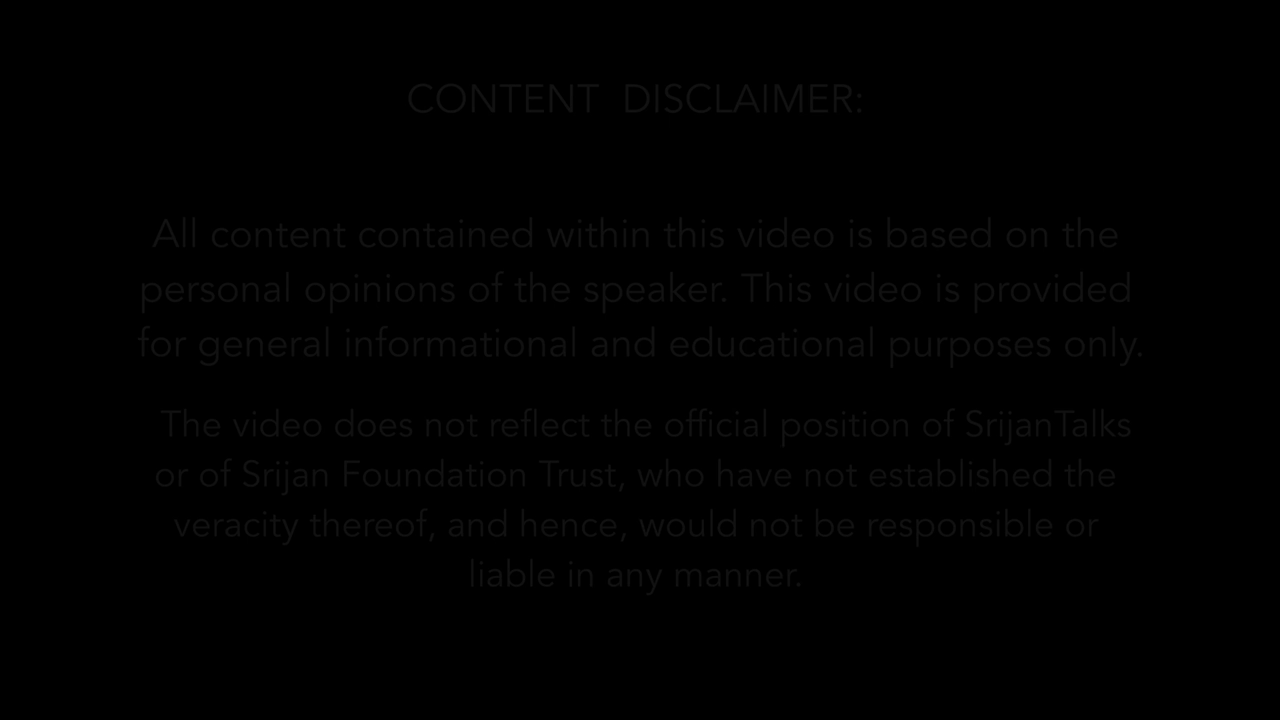 CONTENT DISCLAIMER:
All content contained within this video is based on the
personal opinions of the speaker. This video is provided
for general informational and educational purposes only.
The video does not reflect the official position of SrijanTalks
or of Srijan Foundation Trust, who have not established the
veracity thereof, and hence, would not be responsible or
liable in any manner.